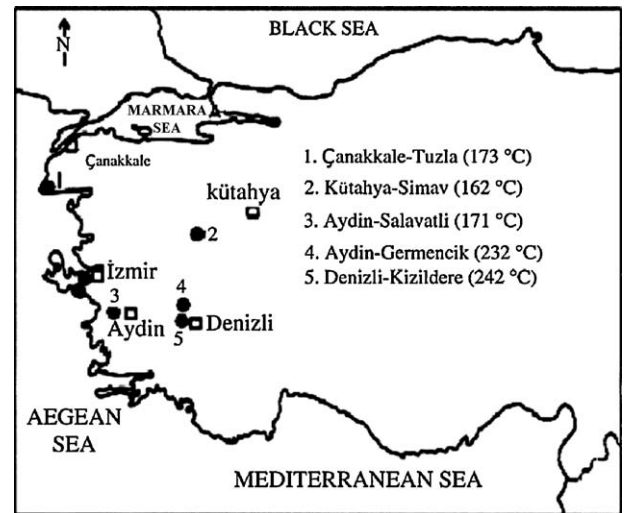 N
BLACK SEA
MARMARA
SEA
Çanakkale
1
kütahya
2
1. Çanakkale-Tuzla (173 °C)
2. Kütahya-Simav (162 °C)
3. Aydin-Salavatli (171 °C)
4. Aydin-Germencik (232 °C)
5. Denizli-Kizildere (242 °C)
İzmir
3
4
Aydin
Denizli
5
AEGEAN
SEA
MEDITERRANEAN SEA